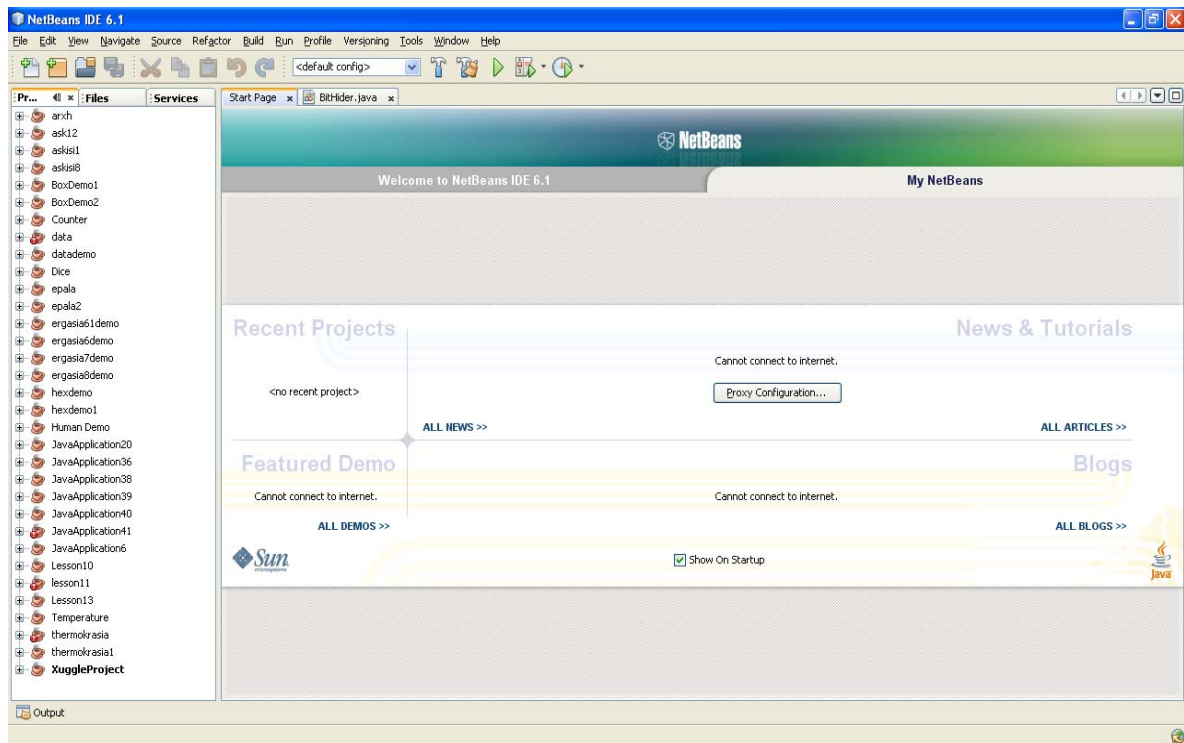 NetBeans IDE 6.1
File Edit View Navigate Source Refactor Build Run Profile Versioning Tools Window Help
<default config>
Pr... Files Services
Start Page BitHider.java
arxh
ask12
askisi1
askisi8
BoxDemo1
BoxDemo2
Counter
data
datademo
Dice
epala
epala2
ergasia61demo
ergasia6demo
ergasia7demo
ergasia8demo
hexdemo
hexdemo1
Human Demo
JavaApplication20
JavaApplication36
JavaApplication38
JavaApplication39
JavaApplication40
JavaApplication41
JavaApplication6
Lesson10
lesson11
Lesson13
Temperature
thermokrasia
thermokrasia1
XuggleProject
NetBeans
Welcome to NetBeans IDE 6.1
My NetBeans
Recent Projects
<no recent project>
News & Tutorials
Cannot connect to internet.
Proxy Configuration...
ALL NEWS >>
ALL ARTICLES >>
Featured Demo
Cannot connect to internet.
ALL DEMOS >>
Blogs
Cannot connect to internet.
ALL BLOGS >>
Sun
microsystems
Show On Startup
Java
Output